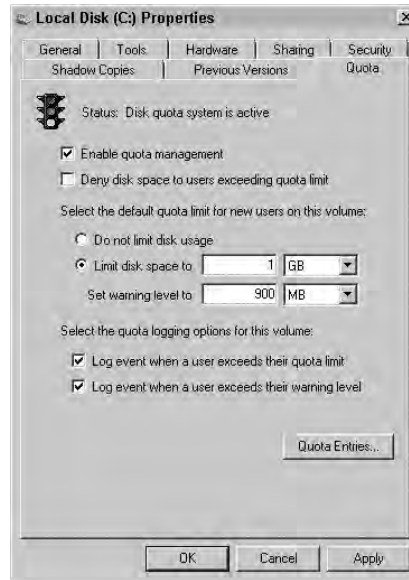 Local Disk (C:) Properties
General Tools Hardware Sharing Security
Shadow Copies Previous Versions Quota
Status: Disk quota system is active
Enable quota management
Deny disk space to users exceeding quota limit
Select the default quota limit for new users on this volume:
Do not limit disk usage
Limit disk space to 1 GB
Set warning level to 900 MB
Select the quota logging options for this volume:
Log event when a user exceeds their quota limit
Log event when a user exceeds their warning level
Quota Entries...
OK Cancel Apply